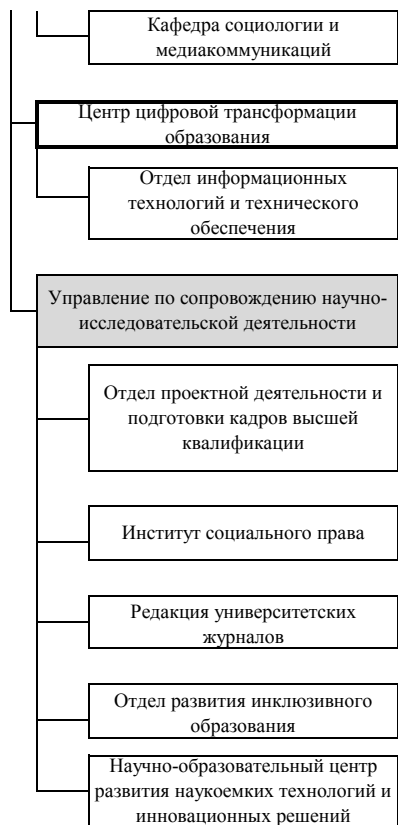 Кафедра социологии и
медиакоммуникаций
Центр цифровой трансформации
образования
Отдел информационных
технологий и технического
обеспечения
Управление по сопровождению научно-
исследовательской деятельности
Отдел проектной деятельности и
подготовки кадров высшей
квалификации
Институт социального права
Редакция университетских
журналов
Отдел развития инклюзивного
образования
Научно-образовательный центр
развития наукоемких технологий и
инновационных решений